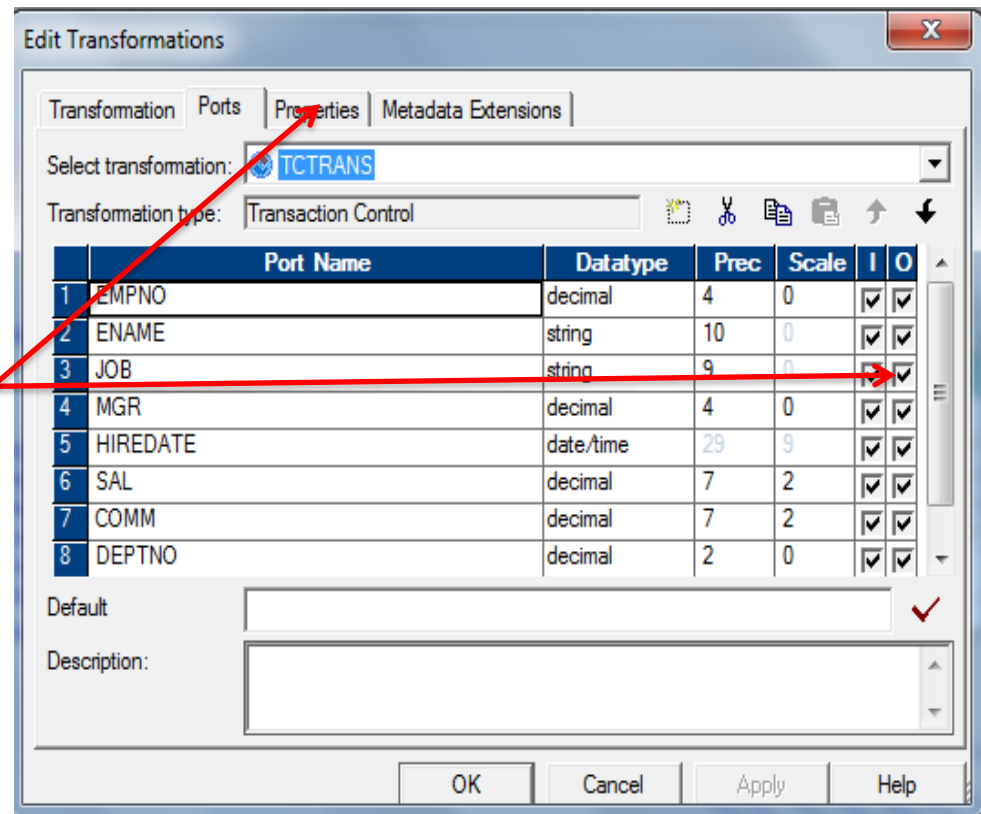 Edit Transformations
X
Transformation Ports Properties Metadata Extensions
Select transformation: TCTRANS
Transformation type: Transaction Control
Port Name Datatype Prec Scale I O
1 EMPNO decimal 4 0
2 ENAME string 10 0
3 JOB string 9 0
4 MGR decimal 4 0
5 HIREDATE date/time 29 9
6 SAL decimal 7 2
7 COMM decimal 7 2
8 DEPTNO decimal 2 0
Default
Description:
OK Cancel Apply Help